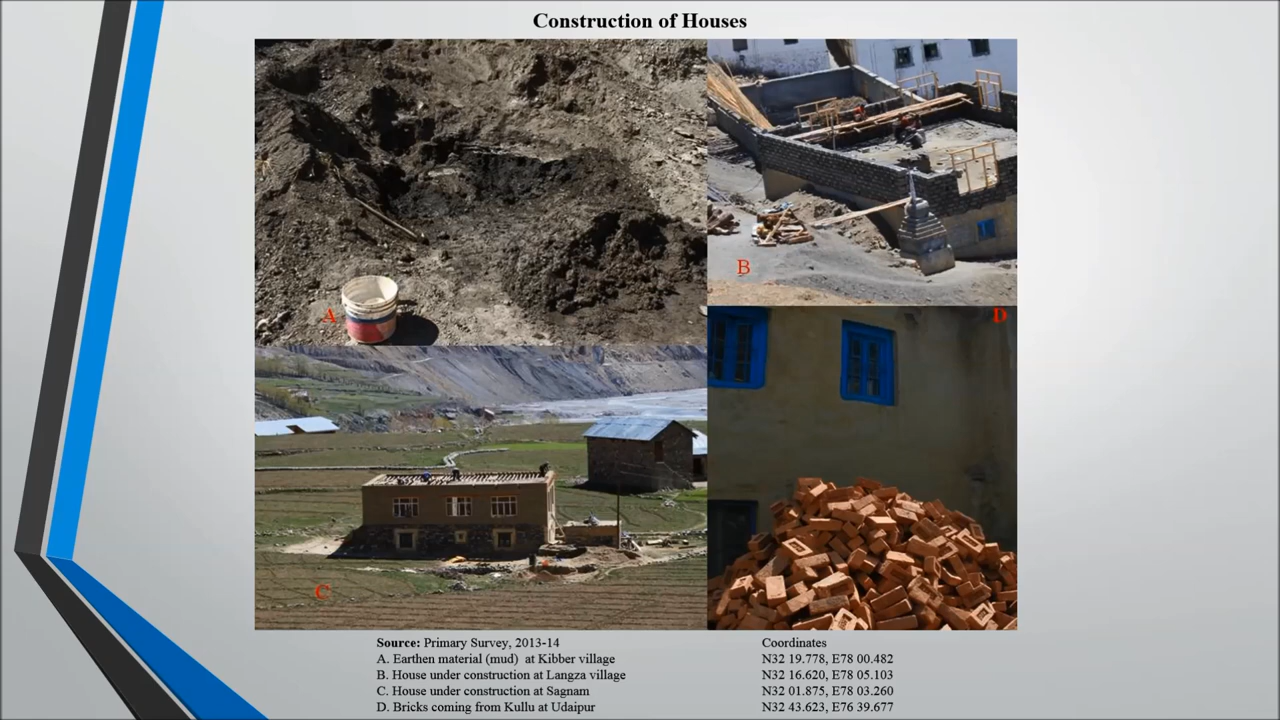 Construction of Houses
A
B
C
D
Source: Primary Survey, 2013-14
A. Earthen material (mud) at Kibber village
B. House under construction at Langza village
C. House under construction at Sagnam
D. Bricks coming from Kullu at Udaipur
Coordinates
N32 19.778, E78 00.482
N32 16.620, E78 05.103
N32 01.875, E78 03.260
N32 43.623, E76 39.677